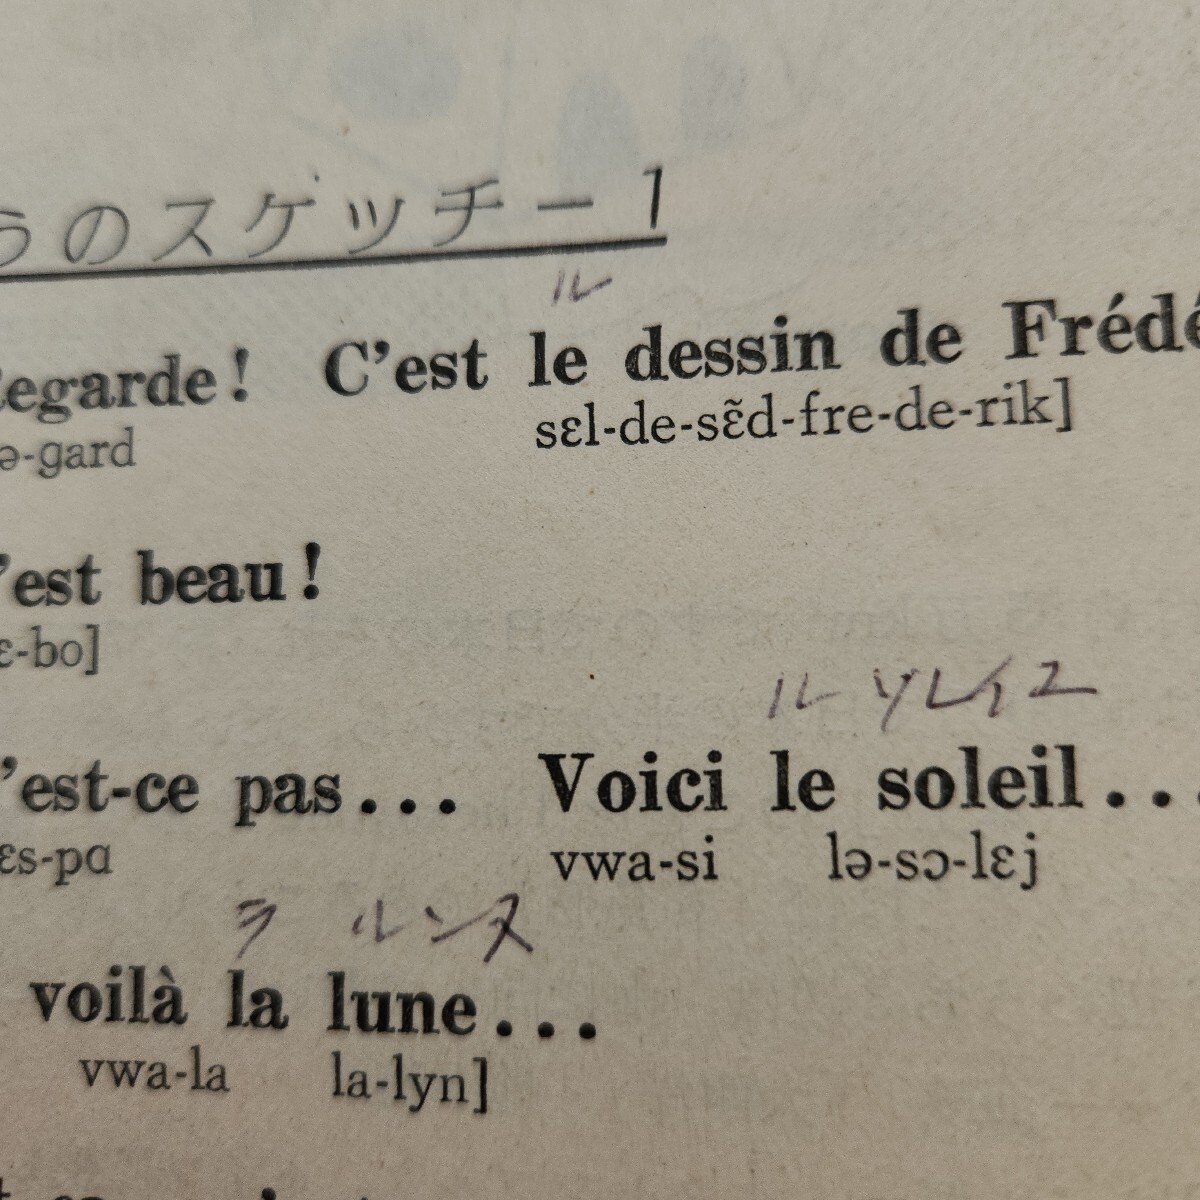 うのスケッチー1
ル
egarde! C'est le dessin de Frédé
ə-gard sɛl-de-sɛ̃d-fre-de-rik]
'est beau!
ɛ-bo]
ル ソレイユ
'est-ce pas... Voici le soleil...
ɛs-pɑ vwa-si lə-sɔ-lɛj
ラ ルンヌ
voilà la lune...
vwa-la la-lyn]